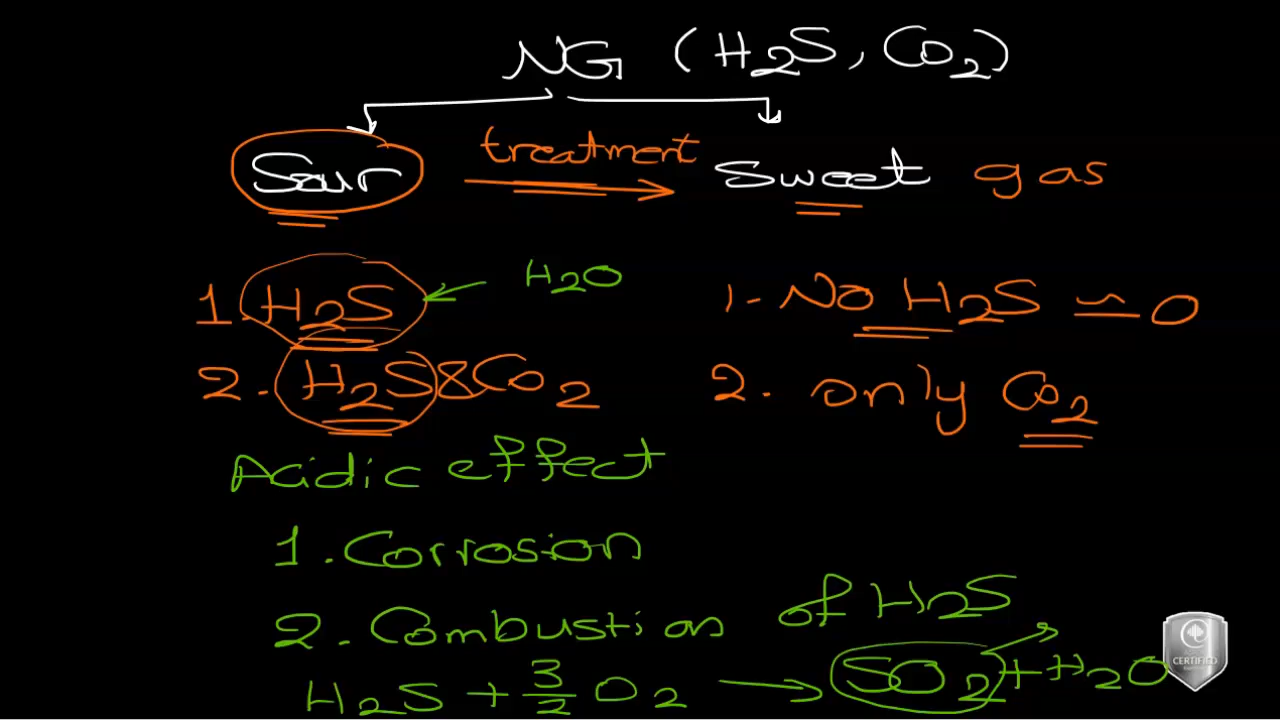 NG (H2S, CO2)
Sour treatment Sweet gas
1. H2S H2O
2. H2S & CO2
1- No H2S ≃ 0
2. only CO2
Acidic effect
1. Corrosion
2. Combustion of H2S
H2S + 3/2 O2 → SO2 + H2O
CERTIFIED